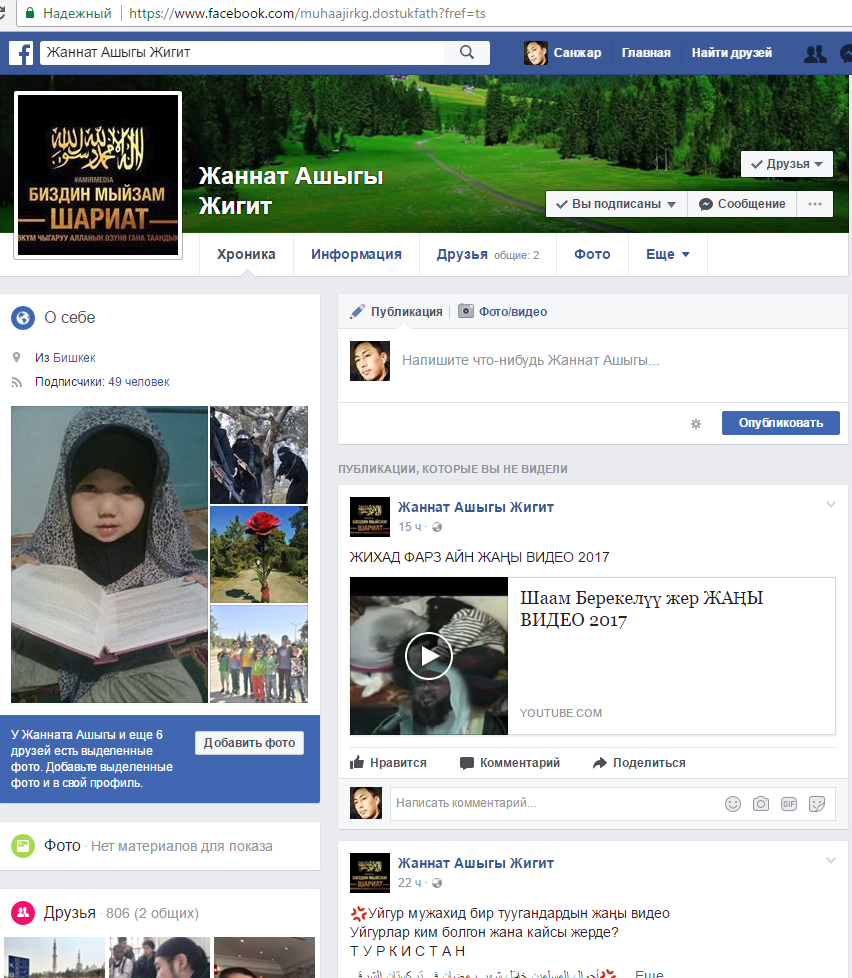 Надежный
https://www.facebook.com/muhaajirkg.dostukfath?fref=ts
Жаннат Ашыгы Жигит
Санжар
Главная
Найти друзей
#AMIRMEDIA
БИЗДИН МЫЙЗАМ
ШАРИАТ
ӨКҮМ ЧЫГАРУУ АЛЛАНЫН ӨЗҮНӨ ГАНА ТААНДЫК
Жаннат Ашыгы
Жигит
Друзья
Вы подписаны
Сообщение
Хроника
Информация
Друзья общие: 2
Фото
Еще
О себе
Из Бишкек
Подписчики: 49 человек
У Жанната Ашыгы и еще 6
друзей есть выделенные
фото. Добавьте выделенные
фото и в свой профиль.
Добавить фото
Фото · Нет материалов для показа
Друзья · 806 (2 общих)
Публикация
Фото/видео
Напишите что-нибудь Жаннат Ашыгы...
Опубликовать
ПУБЛИКАЦИИ, КОТОРЫЕ ВЫ НЕ ВИДЕЛИ
Жаннат Ашыгы Жигит
15 ч ·
ЖИХАД ФАРЗ АЙН ЖАҢЫ ВИДЕО 2017
Шаам Берекелүү жер ЖАҢЫ
ВИДЕО 2017
YOUTUBE.COM
Нравится
Комментарий
Поделиться
Написать комментарий...
GIF
Жаннат Ашыгы Жигит
22 ч ·
БИЗДИН МЫЙЗАМ
ШАРИАТ
Уйгур мужахид бир туугандардын жаңы видео
Уйгурлар ким болгон жана кайсы жерде?
Т У Р К И С Т А Н
Еще